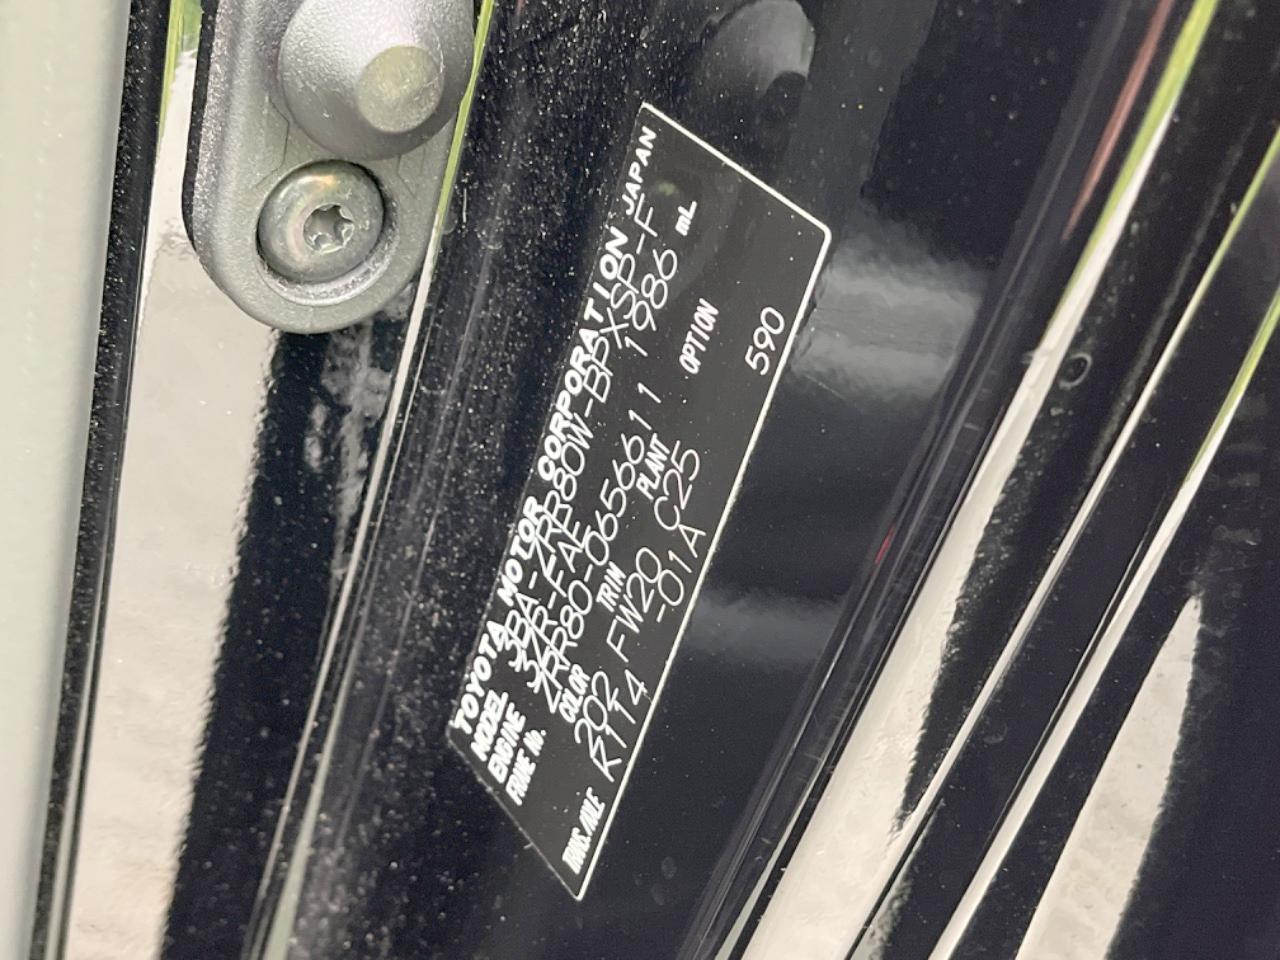 TOYOTA MOTOR CORPORATION JAPAN
MODEL 3BA-ZRR80W-BPXSP-F
ENGINE 3ZR-FAE 1986 mL
FRAME No. ZRR80-0656611
COLOR TRIM PLANT OPTION
202 FW20 C25 590
TRANS./AXLE K114 -01A